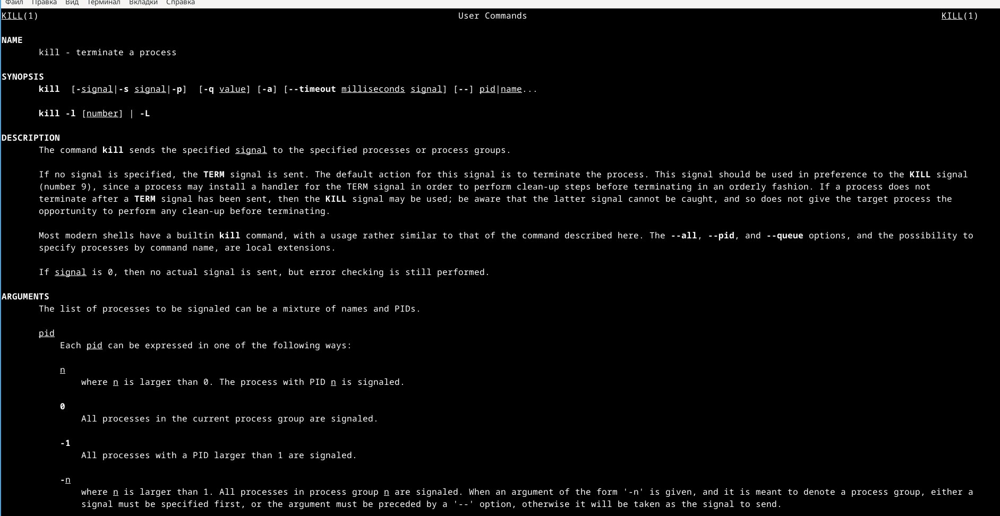 Файл Правка Вид Терминал Вкладки Справка
KILL(1) User Commands KILL(1)
NAME
kill - terminate a process
SYNOPSIS
kill [-signal|-s signal|-p] [-q value] [-a] [--timeout milliseconds signal] [--] pid|name...
kill -l [number] | -L
DESCRIPTION
The command kill sends the specified signal to the specified processes or process groups.
If no signal is specified, the TERM signal is sent. The default action for this signal is to terminate the process. This signal should be used in preference to the KILL signal
(number 9), since a process may install a handler for the TERM signal in order to perform clean-up steps before terminating in an orderly fashion. If a process does not
terminate after a TERM signal has been sent, then the KILL signal may be used; be aware that the latter signal cannot be caught, and so does not give the target process the
opportunity to perform any clean-up before terminating.
Most modern shells have a builtin kill command, with a usage rather similar to that of the command described here. The --all, --pid, and --queue options, and the possibility to
specify processes by command name, are local extensions.
If signal is 0, then no actual signal is sent, but error checking is still performed.
ARGUMENTS
The list of processes to be signaled can be a mixture of names and PIDs.
pid
Each pid can be expressed in one of the following ways:
n
where n is larger than 0. The process with PID n is signaled.
0
All processes in the current process group are signaled.
-1
All processes with a PID larger than 1 are signaled.
-n
where n is larger than 1. All processes in process group n are signaled. When an argument of the form '-n' is given, and it is meant to denote a process group, either a
signal must be specified first, or the argument must be preceded by a '--' option, otherwise it will be taken as the signal to send.